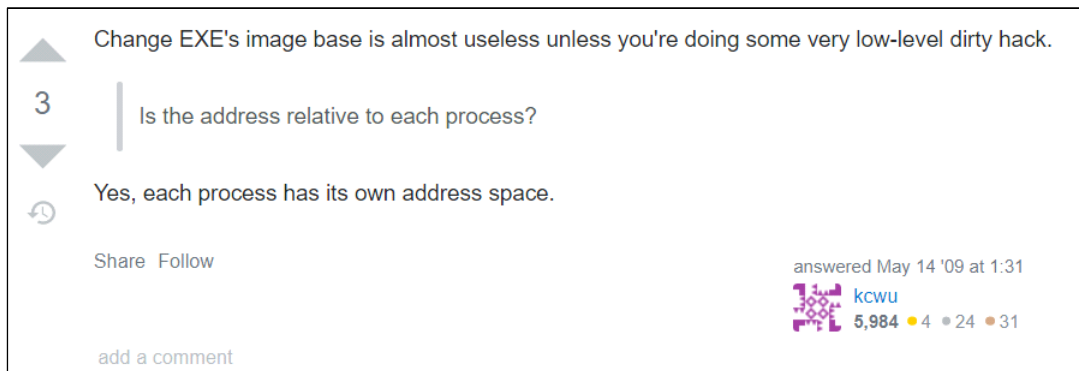 Change EXE's image base is almost useless unless you're doing some very low-level dirty hack.
3
Is the address relative to each process?
Yes, each process has its own address space.
Share Follow
answered May 14 '09 at 1:31
kcwu
5,984 4 24 31
add a comment